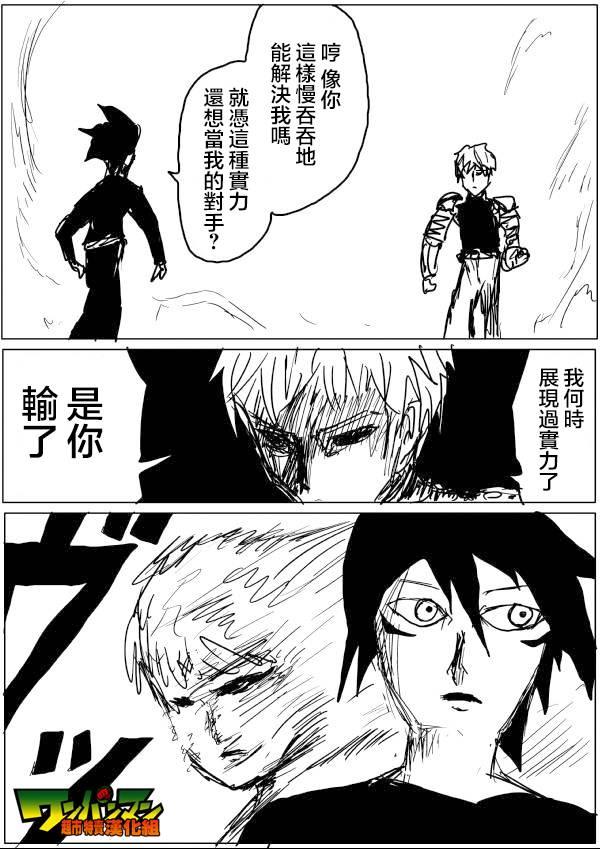 哼 像你
這樣慢吞吞地
能解決我嗎
就憑這種實力
還想當我的對手?
我何時
展現過實力了
是你
輸了
ヴッ
ワンパンマン
超市特賣漢化組